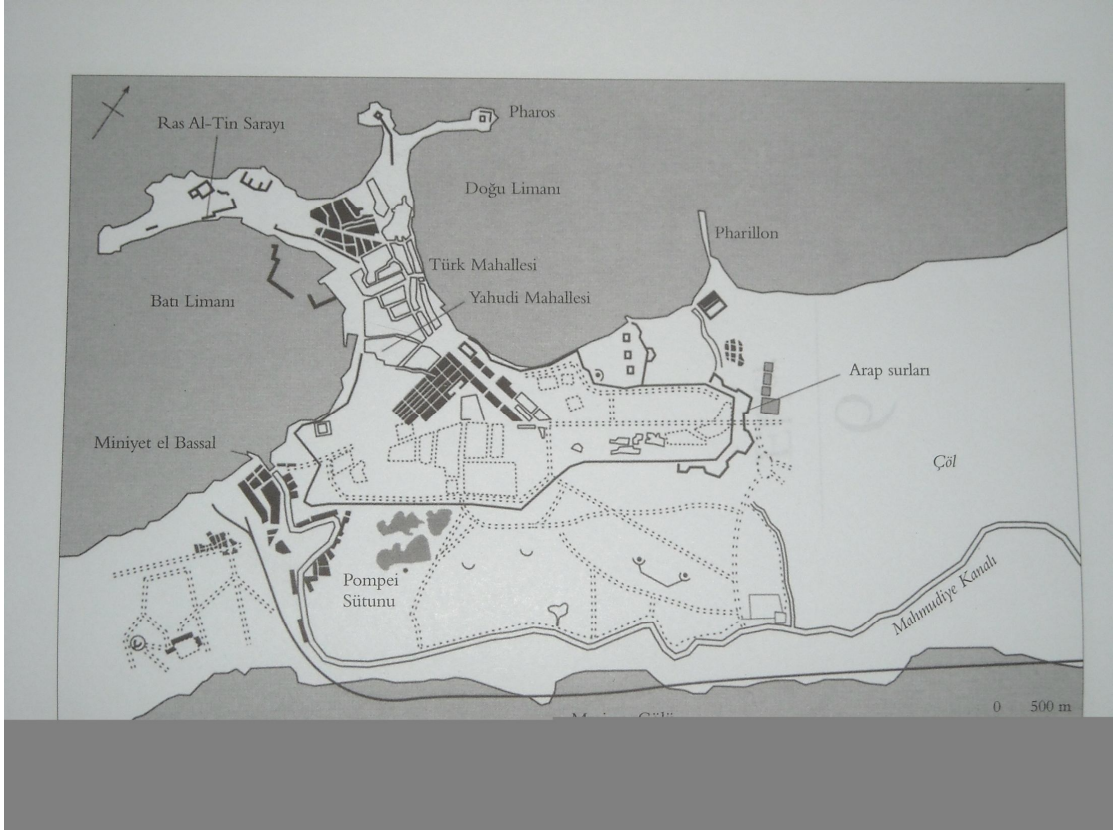 Pharos
Ras Al-Tin Sarayı
Doğu Limanı
Pharillon
Türk Mahallesi
Yahudi Mahallesi
Batı Limanı
Arap surları
Miniyet el Bassal
Çöl
Pompei
Sütunu
Mahmudiye Kanalı
0 500 m